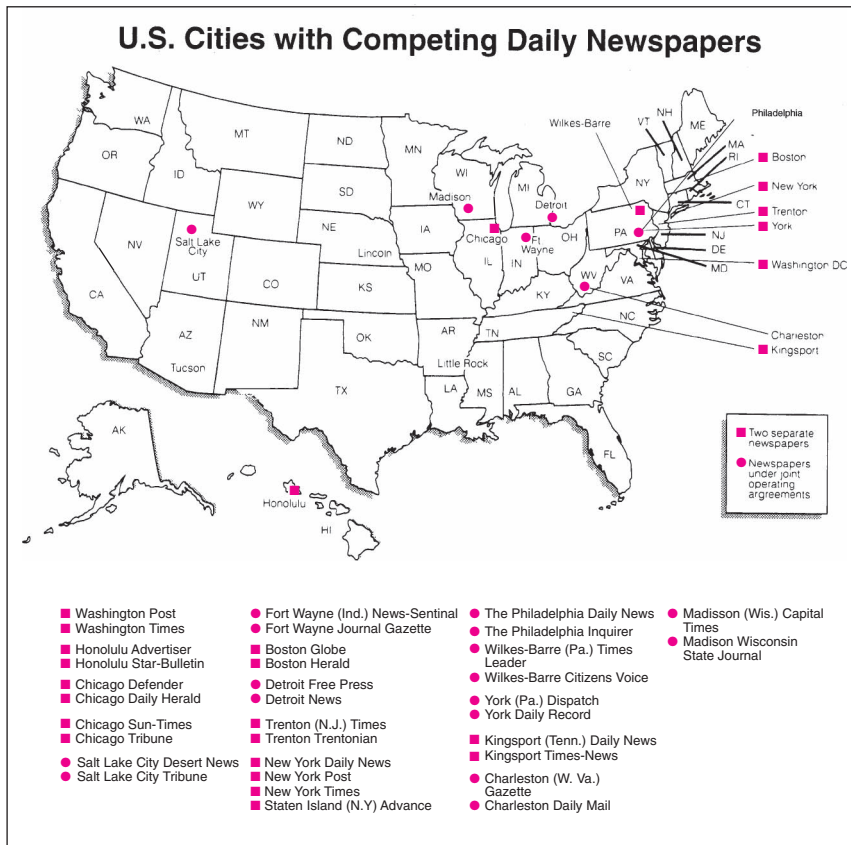 U.S. Cities with Competing Daily Newspapers
WA
MT
ND
MN
OR
ID
SD
WI
MI
WY
Madison
Detroit
NY
Wilkes-Barre
VT
NH
ME
Philadelphia
MA
RI
Boston
New York
CT
Trenton
York
NJ
DE
MD
Washington DC
NV
Salt Lake
City
UT
NE
Lincoln
IA
Chicago
IL
Ft
Wayne
IN
OH
PA
CA
CO
KS
MO
WV
VA
KY
AZ
Tucson
NM
OK
AR
Little Rock
TN
NC
Charleston
Kingsport
SC
TX
LA
MS
AL
GA
FL
AK
Honolulu
HI
Two separate
newspapers
Newspapers
under joint
operating
argreements
Washington Post
Washington Times
Honolulu Advertiser
Honolulu Star-Bulletin
Chicago Defender
Chicago Daily Herald
Chicago Sun-Times
Chicago Tribune
Salt Lake City Desert News
Salt Lake City Tribune
Fort Wayne (Ind.) News-Sentinal
Fort Wayne Journal Gazette
Boston Globe
Boston Herald
Detroit Free Press
Detroit News
Trenton (N.J.) Times
Trenton Trentonian
New York Daily News
New York Post
New York Times
Staten Island (N.Y) Advance
The Philadelphia Daily News
The Philadelphia Inquirer
Wilkes-Barre (Pa.) Times
Leader
Wilkes-Barre Citizens Voice
York (Pa.) Dispatch
York Daily Record
Kingsport (Tenn.) Daily News
Kingsport Times-News
Charleston (W. Va.)
Gazette
Charleston Daily Mail
Madisson (Wis.) Capital
Times
Madison Wisconsin
State Journal